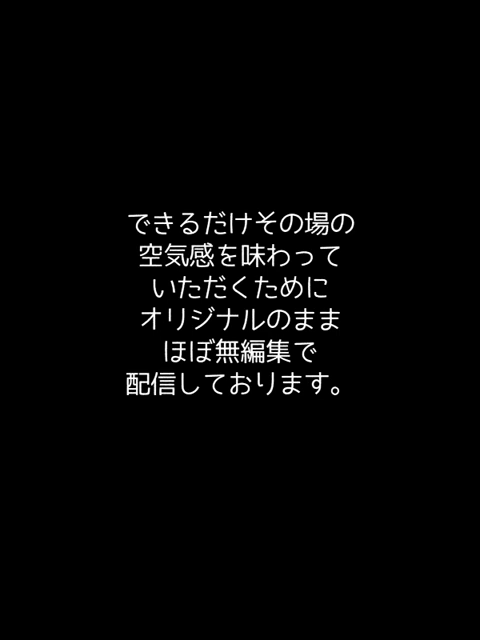 できるだけその場の
空気感を味わって
いただくために
オリジナルのまま
ほぼ無編集で
配信しております。